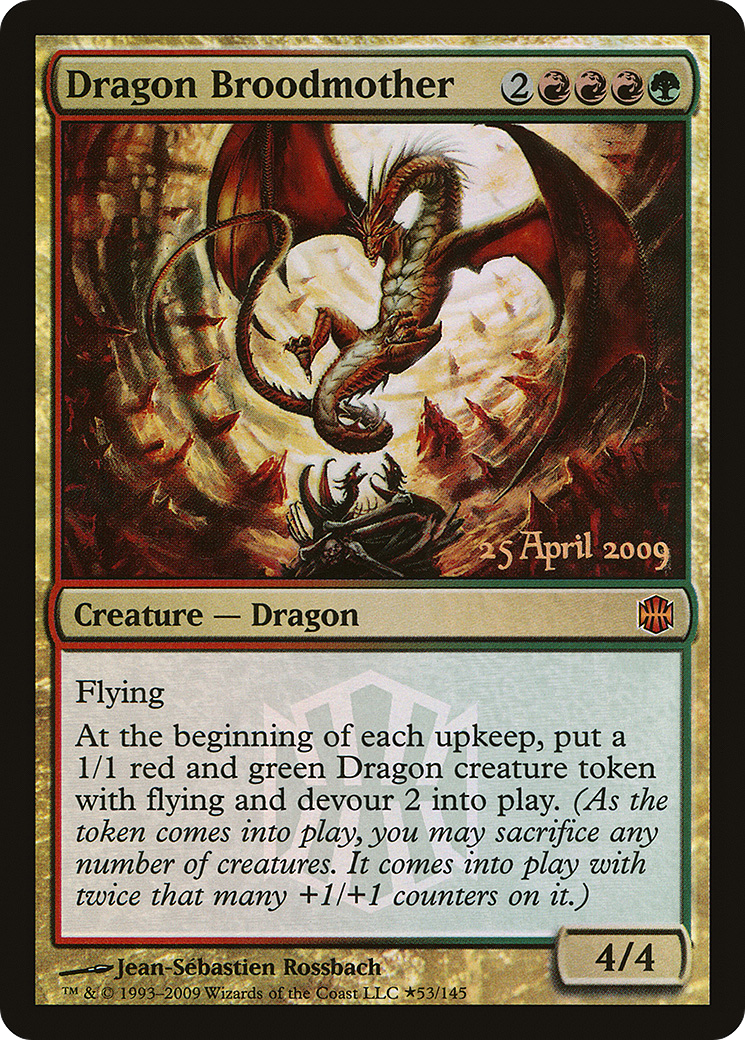 Dragon Broodmother 2
25 April 2009
Creature — Dragon
Flying
At the beginning of each upkeep, put a
1/1 red and green Dragon creature token
with flying and devour 2 into play. (As the
token comes into play, you may sacrifice any
number of creatures. It comes into play with
twice that many +1/+1 counters on it.)
4/4
Jean-Sébastien Rossbach
™ & © 1993–2009 Wizards of the Coast LLC ★53/145